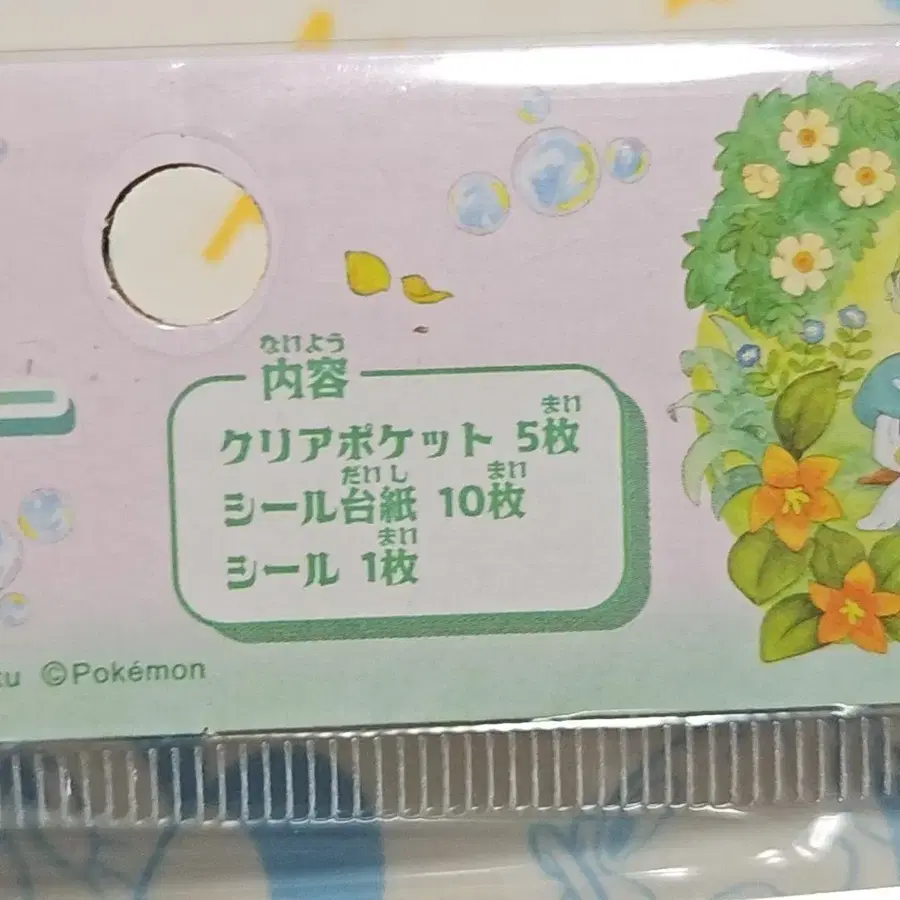 ないよう
内容
まい
クリアポケット 5枚
だいし まい
シール台紙 10枚
まい
シール 1枚
©Pokémon